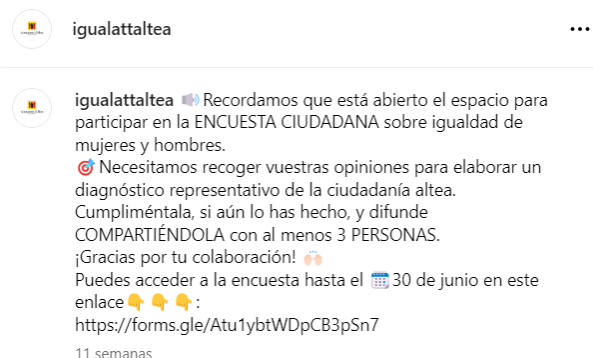 igualattaltea
igualattaltea 🔊 Recordamos que está abierto el espacio para
participar en la ENCUESTA CIUDADANA sobre igualdad de
mujeres y hombres.
🎯 Necesitamos recoger vuestras opiniones para elaborar un
diagnóstico representativo de la ciudadanía altea.
Cumpliméntala, si aún lo has hecho, y difunde
COMPARTIÉNDOLA con al menos 3 PERSONAS.
¡Gracias por tu colaboración! 🙌🏻
Puedes acceder a la encuesta hasta el 🗓️30 de junio en este
enlace👇👇👇:
https://forms.gle/Atu1ybtWDpCB3pSn7
11 semanas